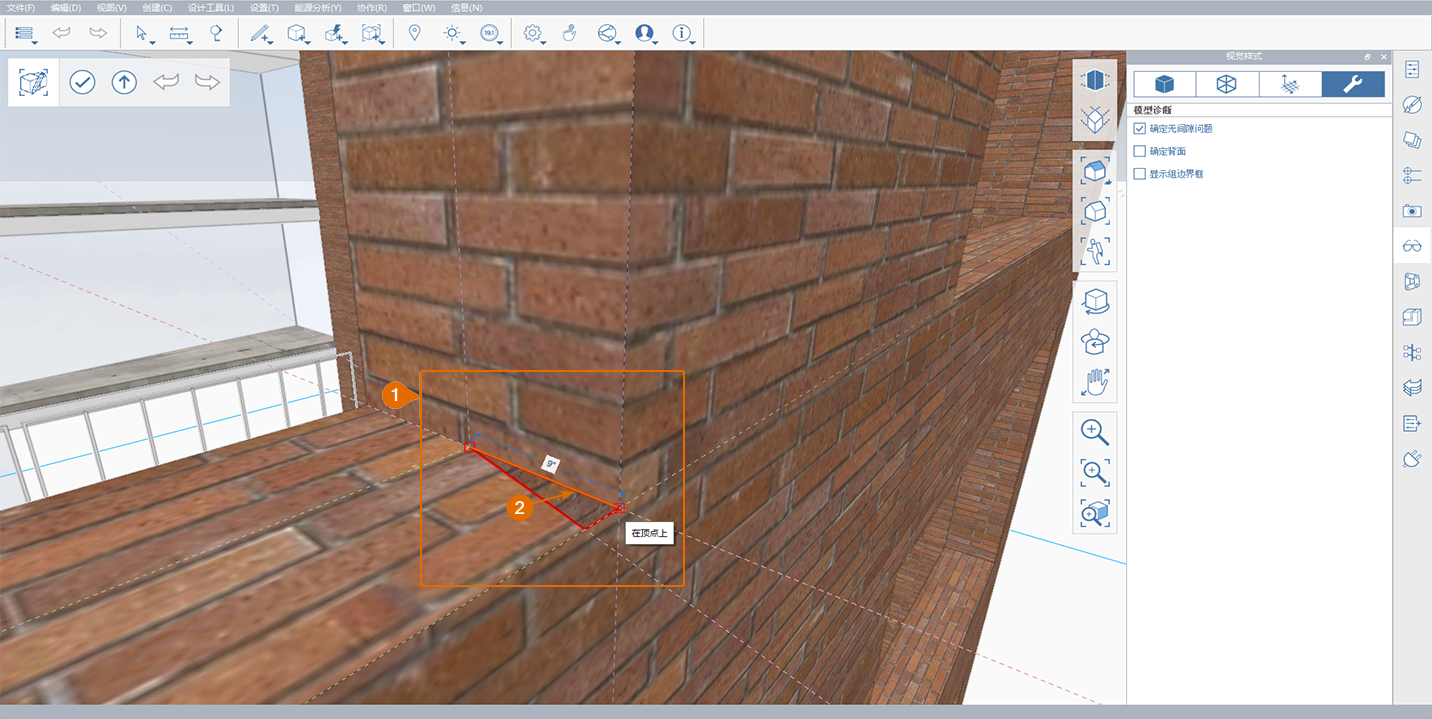 文件(F) 编辑(D) 视图(V) 创建(C) 设计工具(L) 设置(T) 能源分析(Y) 协作(R) 窗口(W) 信息(N)
19.1
视觉样式
模型诊断
确定无间隙问题
确定背面
显示组边界框
1
9"
2
在顶点上